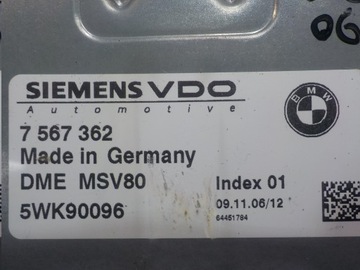 06
SIEMENS VDO
Automotive
BMW
7 567 362
Made in Germany
DME MSV80
Index 01
5WK90096
09.11.06/12
64451784